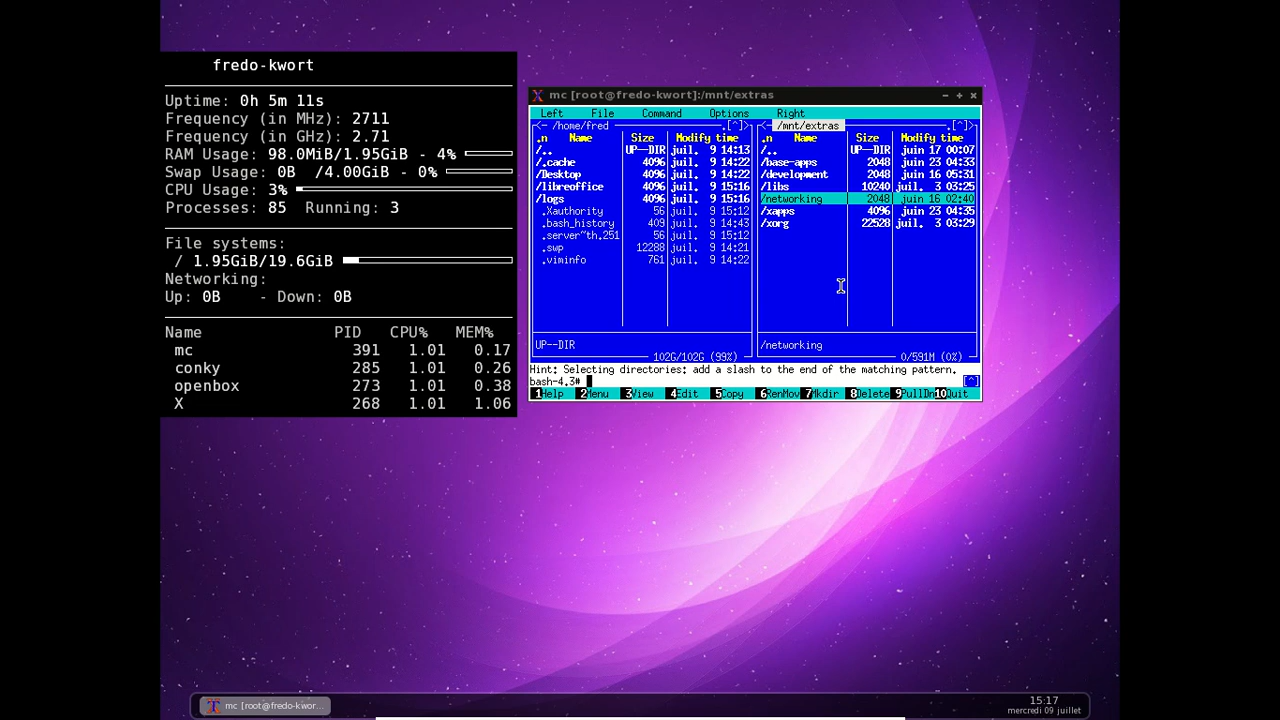 fredo-kwort
Uptime: 0h 5m 11s
Frequency (in MHz): 2711
Frequency (in GHz): 2.71
RAM Usage: 98.0MiB/1.95GiB - 4%
Swap Usage: 0B /4.00GiB - 0%
CPU Usage: 3%
Processes: 85 Running: 3
File systems:
/ 1.95GiB/19.6GiB
Networking:
Up: 0B - Down: 0B
Name PID CPU% MEM%
mc 391 1.01 0.17
conky 285 1.01 0.26
openbox 273 1.01 0.38
X 268 1.01 1.06
mc [root@fredo-kwort]:/mnt/extras
Left File Command Options Right
<- /home/fred .[^]>
.n Name Size Modify time
/.. UP--DIR juil. 9 14:13
/.cache 4096 juil. 9 14:22
/Desktop 4096 juil. 9 14:22
/libreoffice 4096 juil. 9 15:16
/logs 4096 juil. 9 15:16
.Xauthority 56 juil. 9 15:12
.bash_history 409 juil. 9 14:43
.server~th.251 56 juil. 9 15:12
.swp 12288 juil. 9 14:21
.viminfo 761 juil. 9 14:22
UP--DIR
102G/102G (99%)
<- /mnt/extras .[^]>
.n Name Size Modify time
/.. UP--DIR juin 17 00:07
/base-apps 2048 juin 23 04:33
/development 2048 juin 16 05:31
/libs 10240 juil. 3 03:25
/networking 2048 juin 16 02:40
/xapps 4096 juin 23 04:35
/xorg 22528 juil. 3 03:29
/networking
0/591M (0%)
Hint: Selecting directories: add a slash to the end of the matching pattern.
bash-4.3# [^]
1Help 2Menu 3View 4Edit 5Copy 6RenMov 7Mkdir 8Delete 9PullDn 10Quit
mc [root@fredo-kwor...
15:17
mercredi 09 juillet